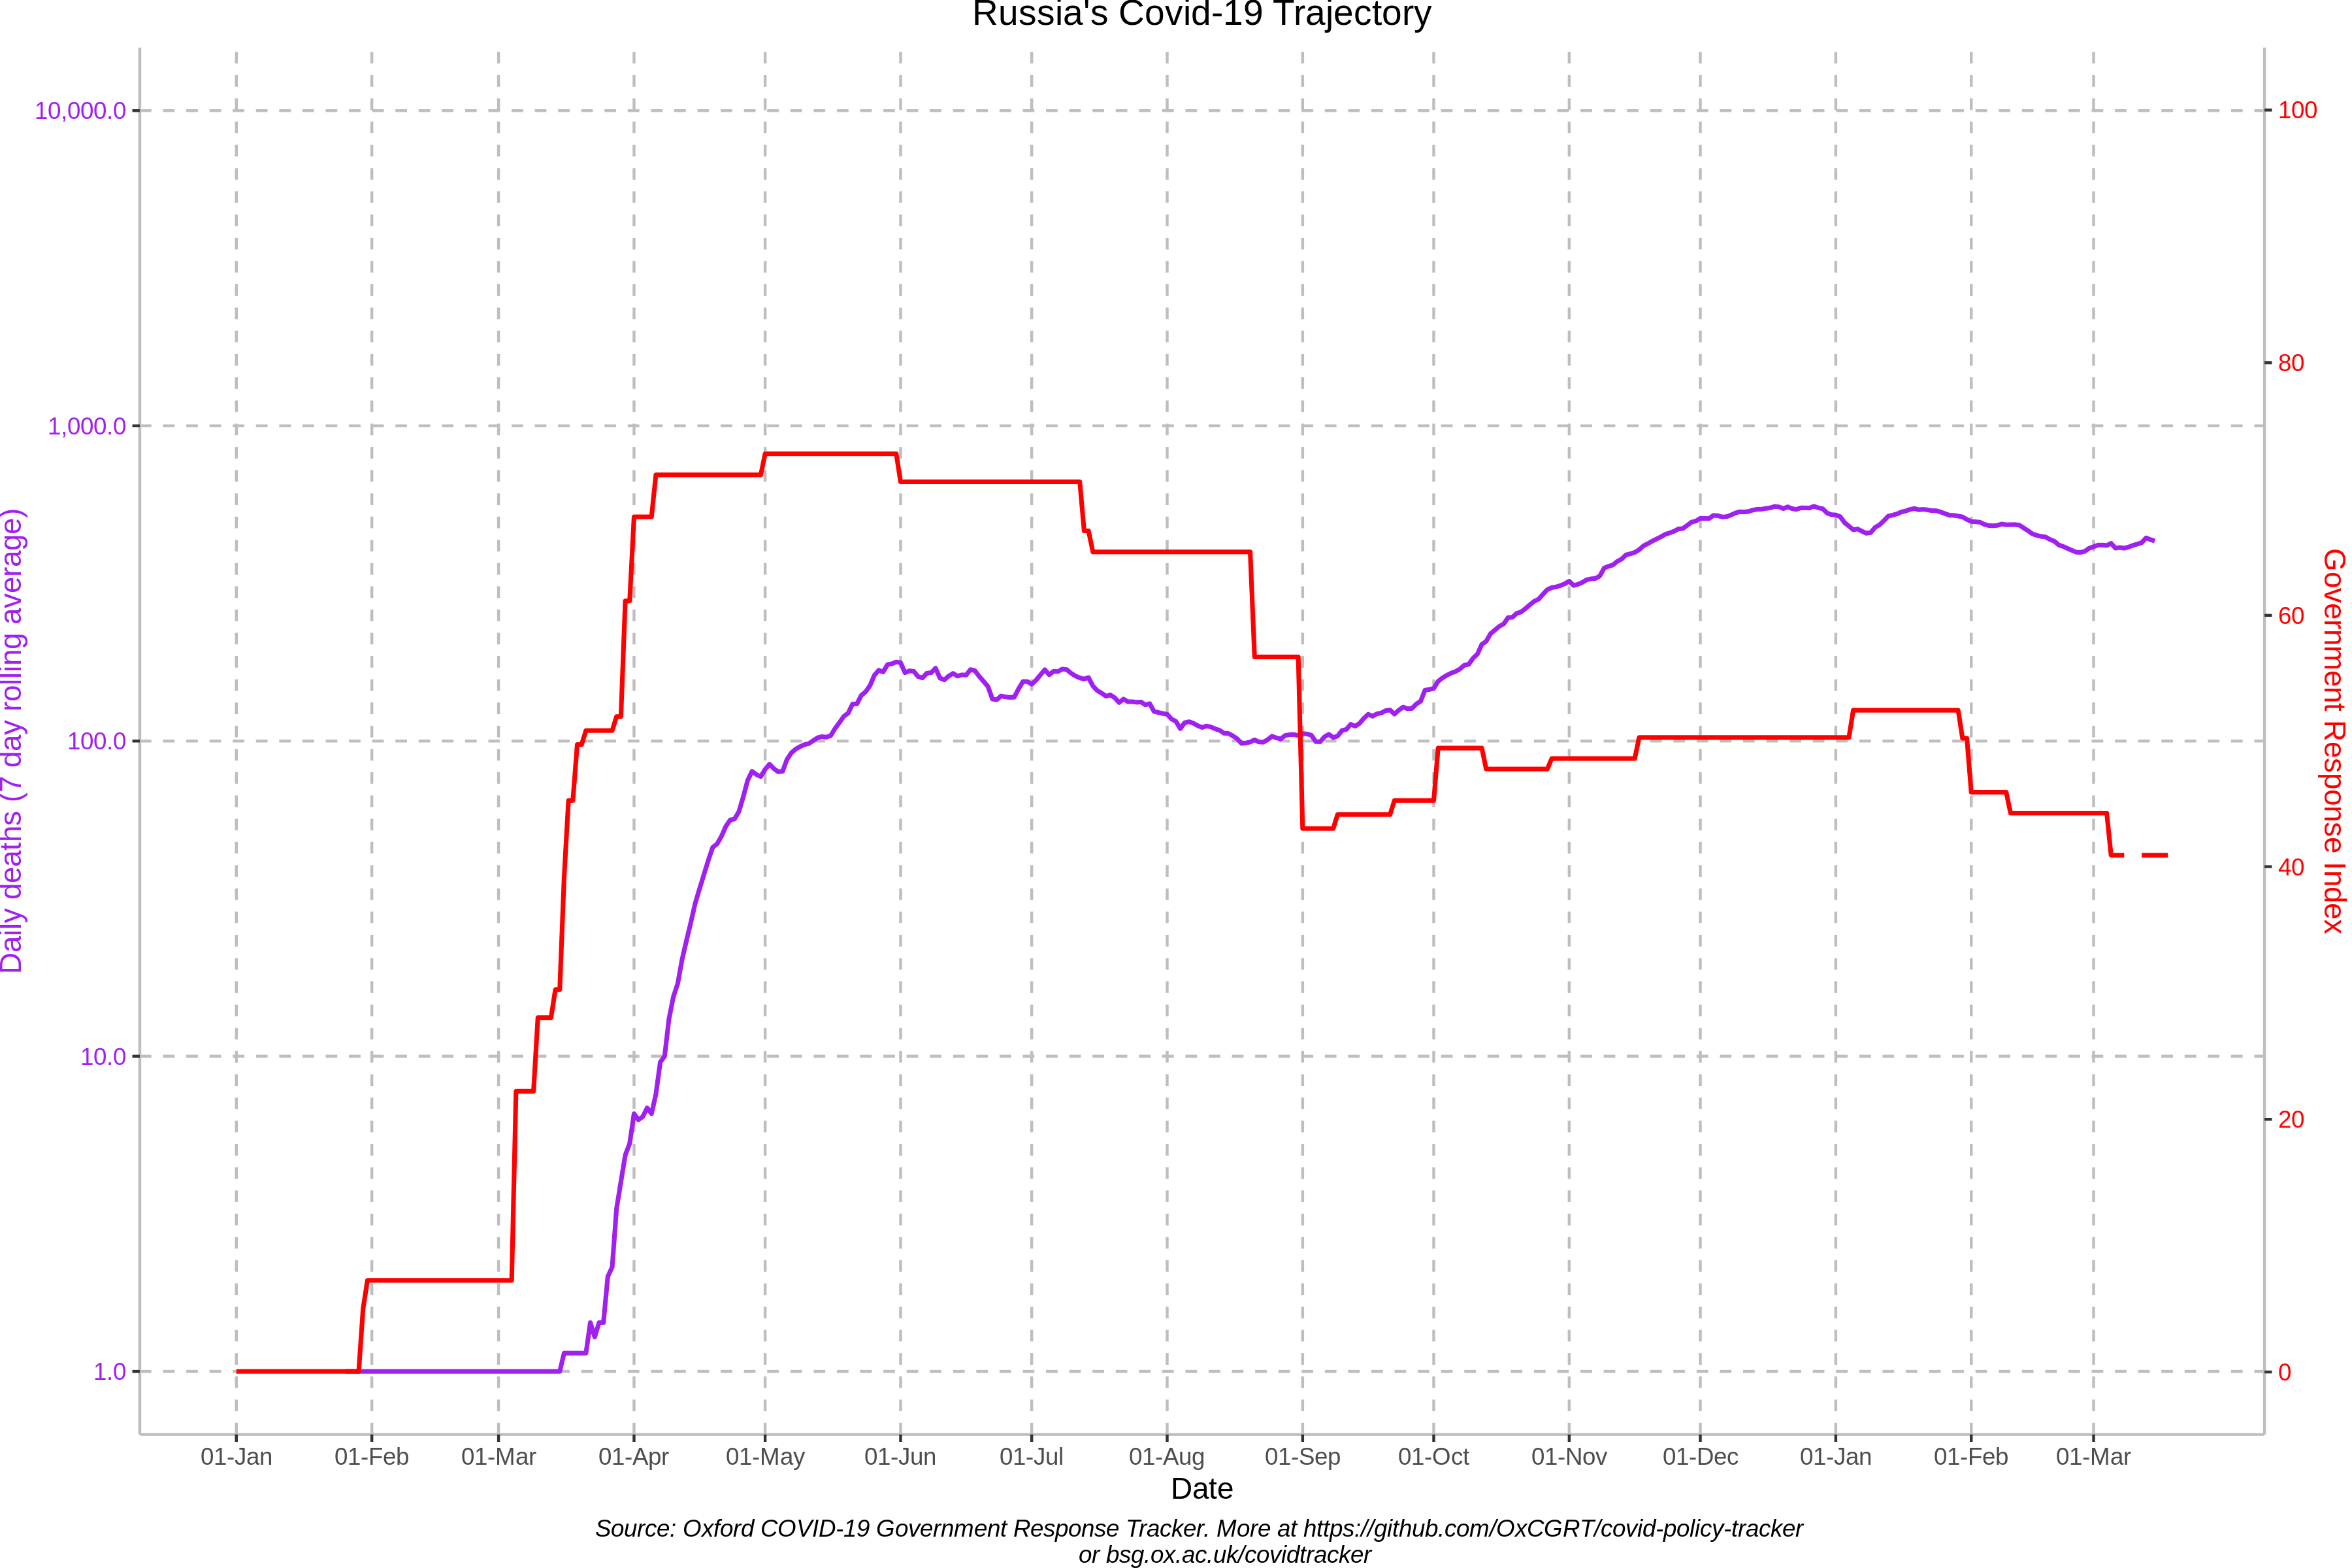 Russia's Covid-19 Trajectory
Daily deaths (7 day rolling average)
10,000.0
1,000.0
100.0
10.0
1.0
100
80
60
40
20
0
Government Response Index
01-Jan 01-Feb 01-Mar 01-Apr 01-May 01-Jun 01-Jul 01-Aug 01-Sep 01-Oct 01-Nov 01-Dec 01-Jan 01-Feb 01-Mar
Date
Source: Oxford COVID-19 Government Response Tracker. More at https://github.com/OxCGRT/covid-policy-tracker
or bsg.ox.ac.uk/covidtracker